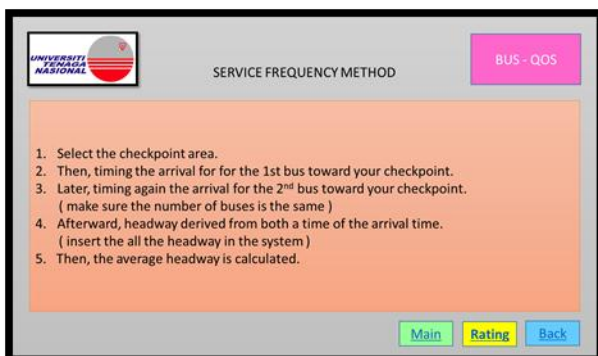 UNIVERSITI
TENAGA
NASIONAL
SERVICE FREQUENCY METHOD
BUS - QOS
1. Select the checkpoint area.
2. Then, timing the arrival for for the 1st bus toward your checkpoint.
3. Later, timing again the arrival for the 2nd bus toward your checkpoint.
( make sure the number of buses is the same )
4. Afterward, headway derived from both a time of the arrival time.
( insert the all the headway in the system )
5. Then, the average headway is calculated.
Main
Rating
Back